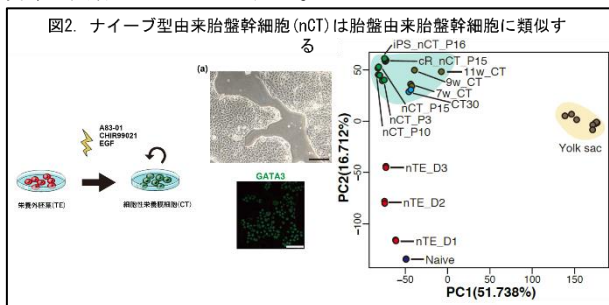 図2. ナイーブ型由来胎盤幹細胞(nCT)は胎盤由来胎盤幹細胞に類似す
る
A83-01
CHIR99021
EGF
栄養外胚葉(TE)
細胞性栄養膜細胞(CT)
(a)
GATA3
iPS_nCT_P16
cR_nCT_P15
11w_CT
9w_CT
7w_CT
CT30
nCT_P15
nCT_P3
nCT_P10
Yolk sac
nTE_D3
nTE_D2
nTE_D1
Naive
PC2(16.712%)
50
0
-50
-100
-50
0
50
100
150
PC1(51.738%)